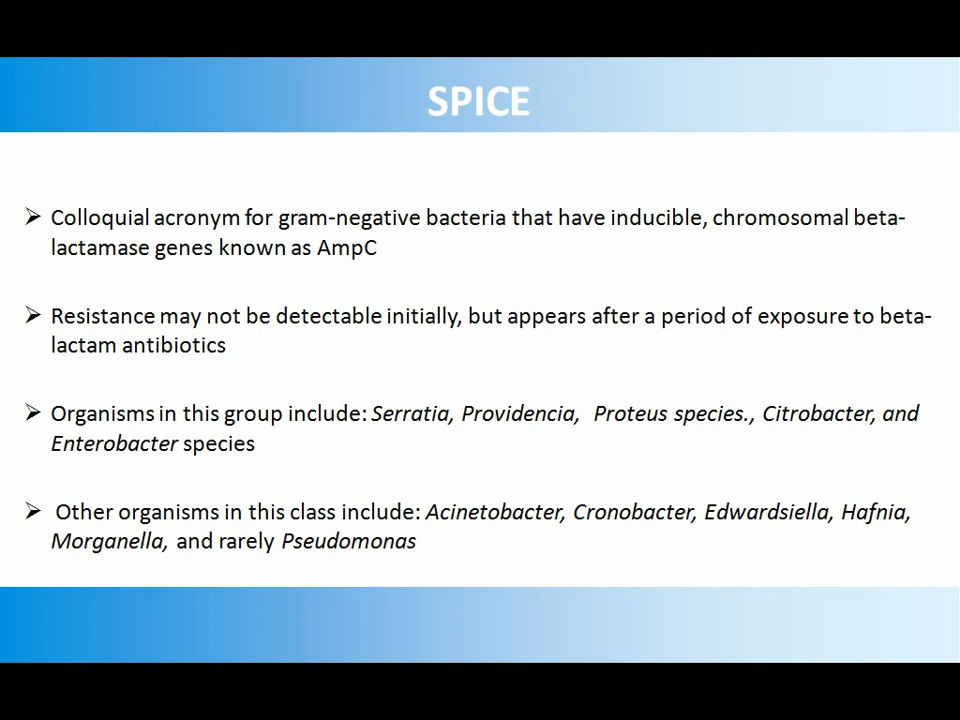 SPICE
➢ Colloquial acronym for gram-negative bacteria that have inducible, chromosomal beta-
lactamase genes known as AmpC
➢ Resistance may not be detectable initially, but appears after a period of exposure to beta-
lactam antibiotics
➢ Organisms in this group include: Serratia, Providencia, Proteus species., Citrobacter, and
Enterobacter species
➢ Other organisms in this class include: Acinetobacter, Cronobacter, Edwardsiella, Hafnia,
Morganella, and rarely Pseudomonas